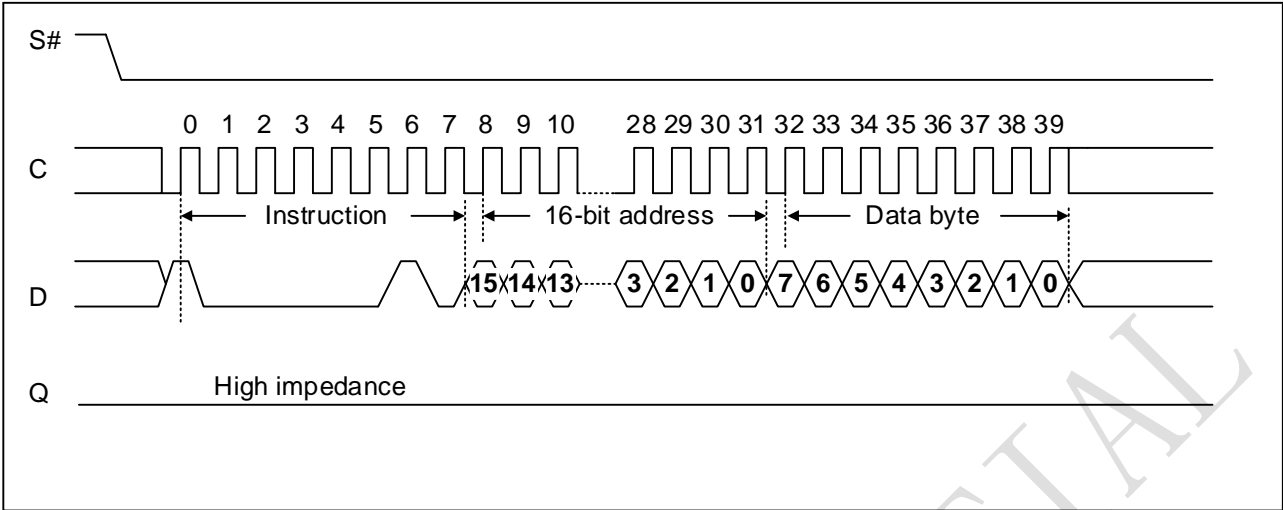 S#
0 1 2 3 4 5 6 7 8 9 10 28 29 30 31 32 33 34 35 36 37 38 39
C
Instruction 16-bit address Data byte
D 15 14 13 3 2 1 0 7 6 5 4 3 2 1 0
High impedance
Q